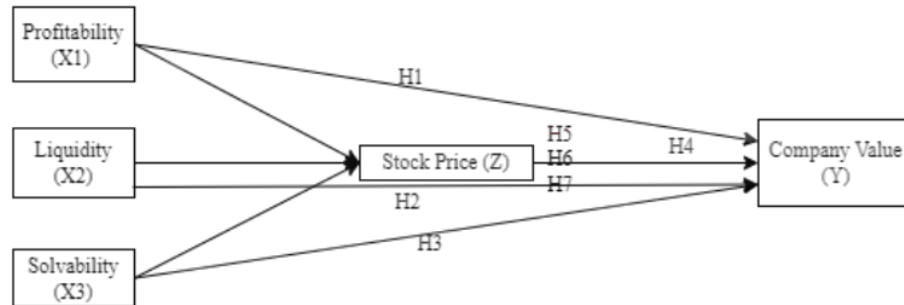 Profitability
(X1)
H1
Liquidity
(X2)
Stock Price (Z)
H5
H6
H7
H4
Company Value
(Y)
H2
H3
Solvability
(X3)